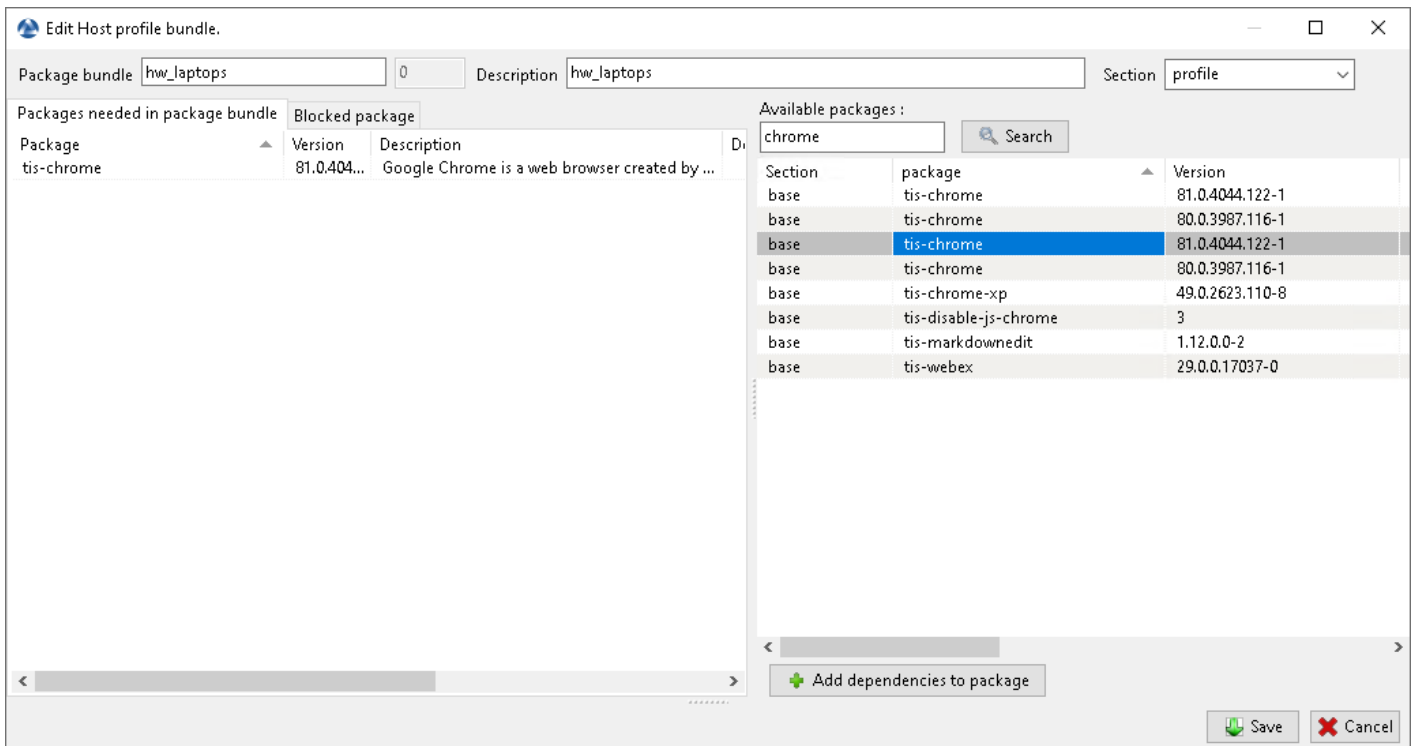 Edit Host profile bundle.
Package bundle hw_laptops 0 Description hw_laptops Section profile
Packages needed in package bundle Blocked package
Package Version Description
tis-chrome 81.0.404... Google Chrome is a web browser created by ...
Available packages :
chrome Search
Section package Version
base tis-chrome 81.0.4044.122-1
base tis-chrome 80.0.3987.116-1
base tis-chrome 81.0.4044.122-1
base tis-chrome 80.0.3987.116-1
base tis-chrome-xp 49.0.2623.110-8
base tis-disable-js-chrome 3
base tis-markdownedit 1.12.0.0-2
base tis-webex 29.0.0.17037-0
Add dependencies to package
Save Cancel